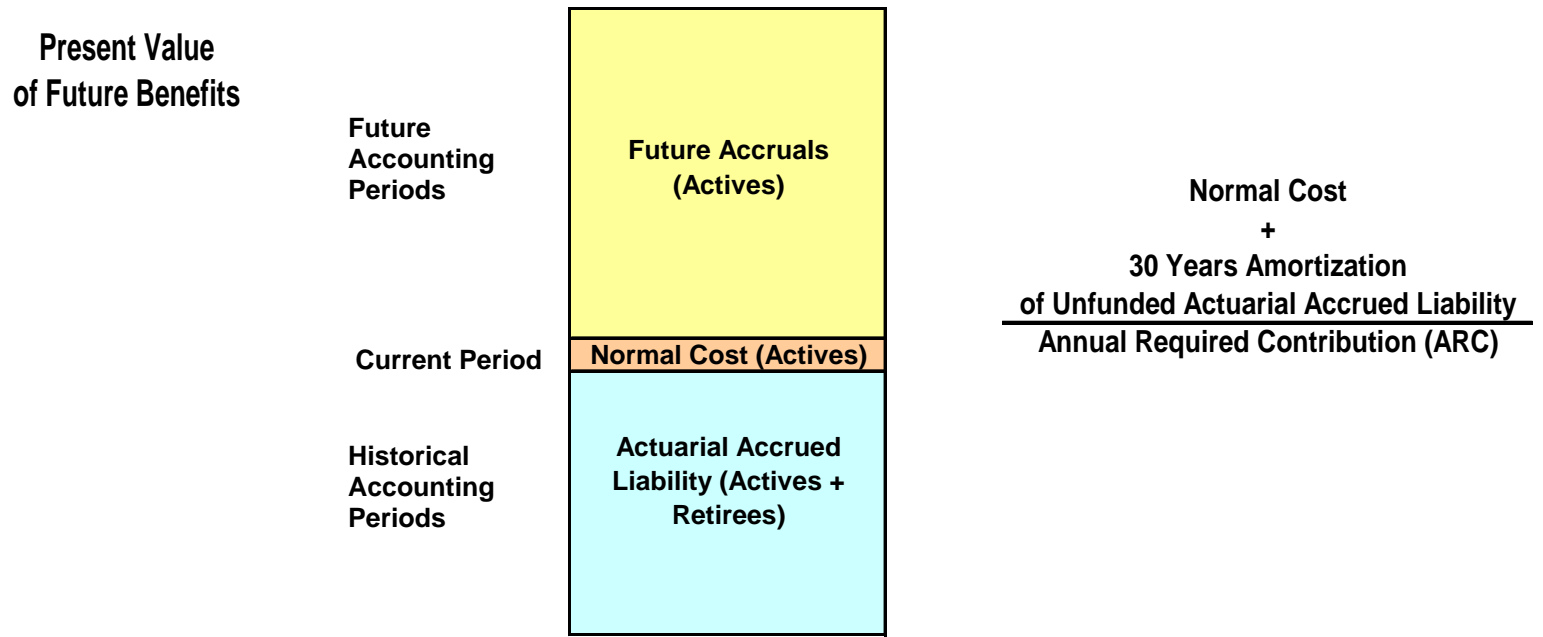 Present Value
of Future Benefits
Future
Accounting
Periods
Future Accruals
(Actives)
Current Period
Normal Cost (Actives)
Historical
Accounting
Periods
Actuarial Accrued
Liability (Actives +
Retirees)
Normal Cost
+
30 Years Amortization
of Unfunded Actuarial Accrued Liability
Annual Required Contribution (ARC)